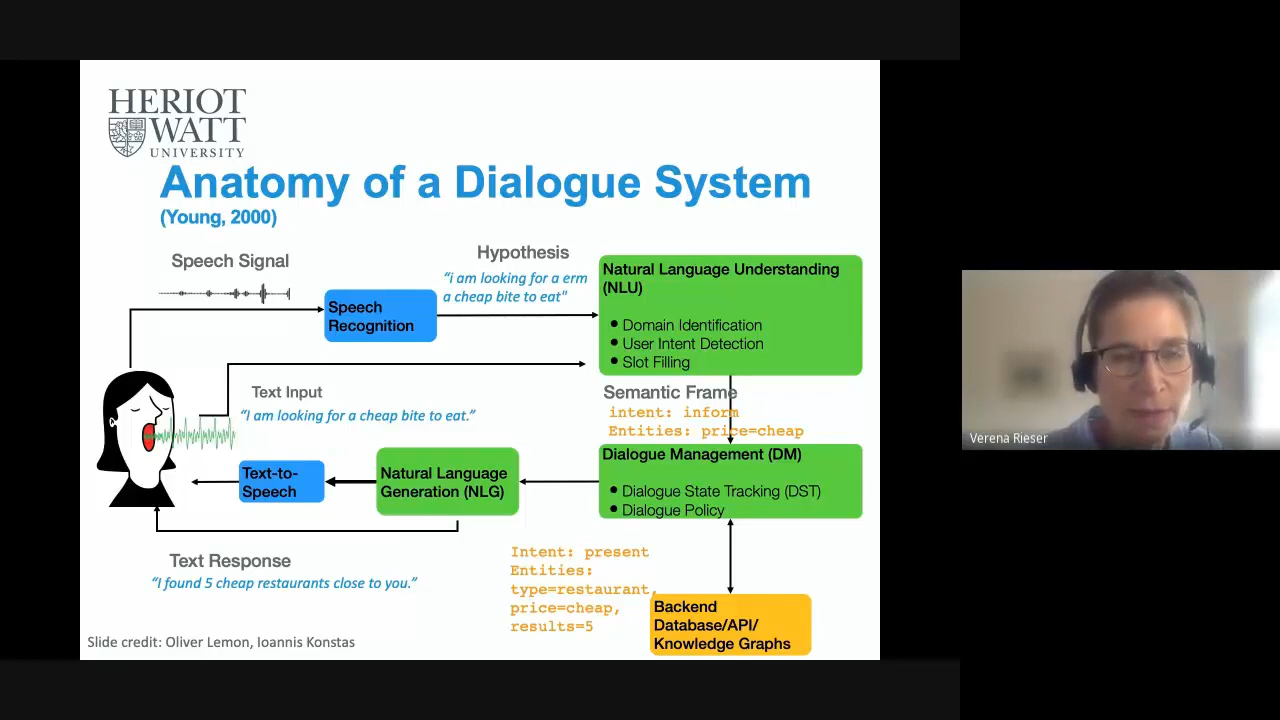 HERIOT
WATT
UNIVERSITY
Anatomy of a Dialogue System
(Young, 2000)
Speech Signal
Hypothesis
"i am looking for a erm
a cheap bite to eat"
Speech
Recognition
Natural Language Understanding
(NLU)
• Domain Identification
• User Intent Detection
• Slot Filling
Text Input
"I am looking for a cheap bite to eat."
Semantic Frame
intent: inform
Entities: price=cheap
Text-to-
Speech
Natural Language
Generation (NLG)
Dialogue Management (DM)
• Dialogue State Tracking (DST)
• Dialogue Policy
Text Response
"I found 5 cheap restaurants close to you."
Intent: present
Entities:
type=restaurant,
price=cheap,
results=5
Backend
Database/API/
Knowledge Graphs
Slide credit: Oliver Lemon, Ioannis Konstas
Verena Rieser